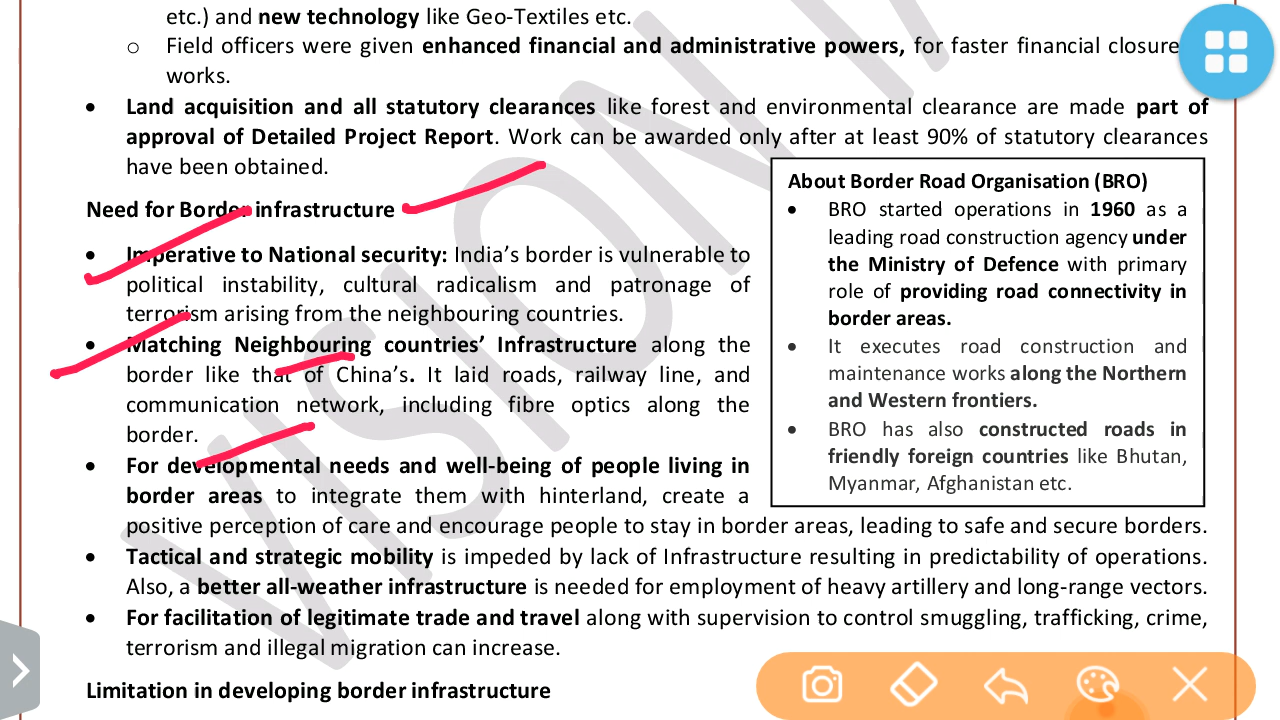 etc.) and new technology like Geo-Textiles etc.
o Field officers were given enhanced financial and administrative powers, for faster financial closure
works.
• Land acquisition and all statutory clearances like forest and environmental clearance are made part of
approval of Detailed Project Report. Work can be awarded only after at least 90% of statutory clearances
have been obtained.
Need for Border infrastructure
• Imperative to National security: India’s border is vulnerable to
political instability, cultural radicalism and patronage of
terrorism arising from the neighbouring countries.
• Matching Neighbouring countries’ Infrastructure along the
border like that of China’s. It laid roads, railway line, and
communication network, including fibre optics along the
border.
• For developmental needs and well-being of people living in
border areas to integrate them with hinterland, create a
positive perception of care and encourage people to stay in border areas, leading to safe and secure borders.
• Tactical and strategic mobility is impeded by lack of Infrastructure resulting in predictability of operations.
Also, a better all-weather infrastructure is needed for employment of heavy artillery and long-range vectors.
• For facilitation of legitimate trade and travel along with supervision to control smuggling, trafficking, crime,
terrorism and illegal migration can increase.
Limitation in developing border infrastructure
About Border Road Organisation (BRO)
• BRO started operations in 1960 as a
leading road construction agency under
the Ministry of Defence with primary
role of providing road connectivity in
border areas.
• It executes road construction and
maintenance works along the Northern
and Western frontiers.
• BRO has also constructed roads in
friendly foreign countries like Bhutan,
Myanmar, Afghanistan etc.
VISION